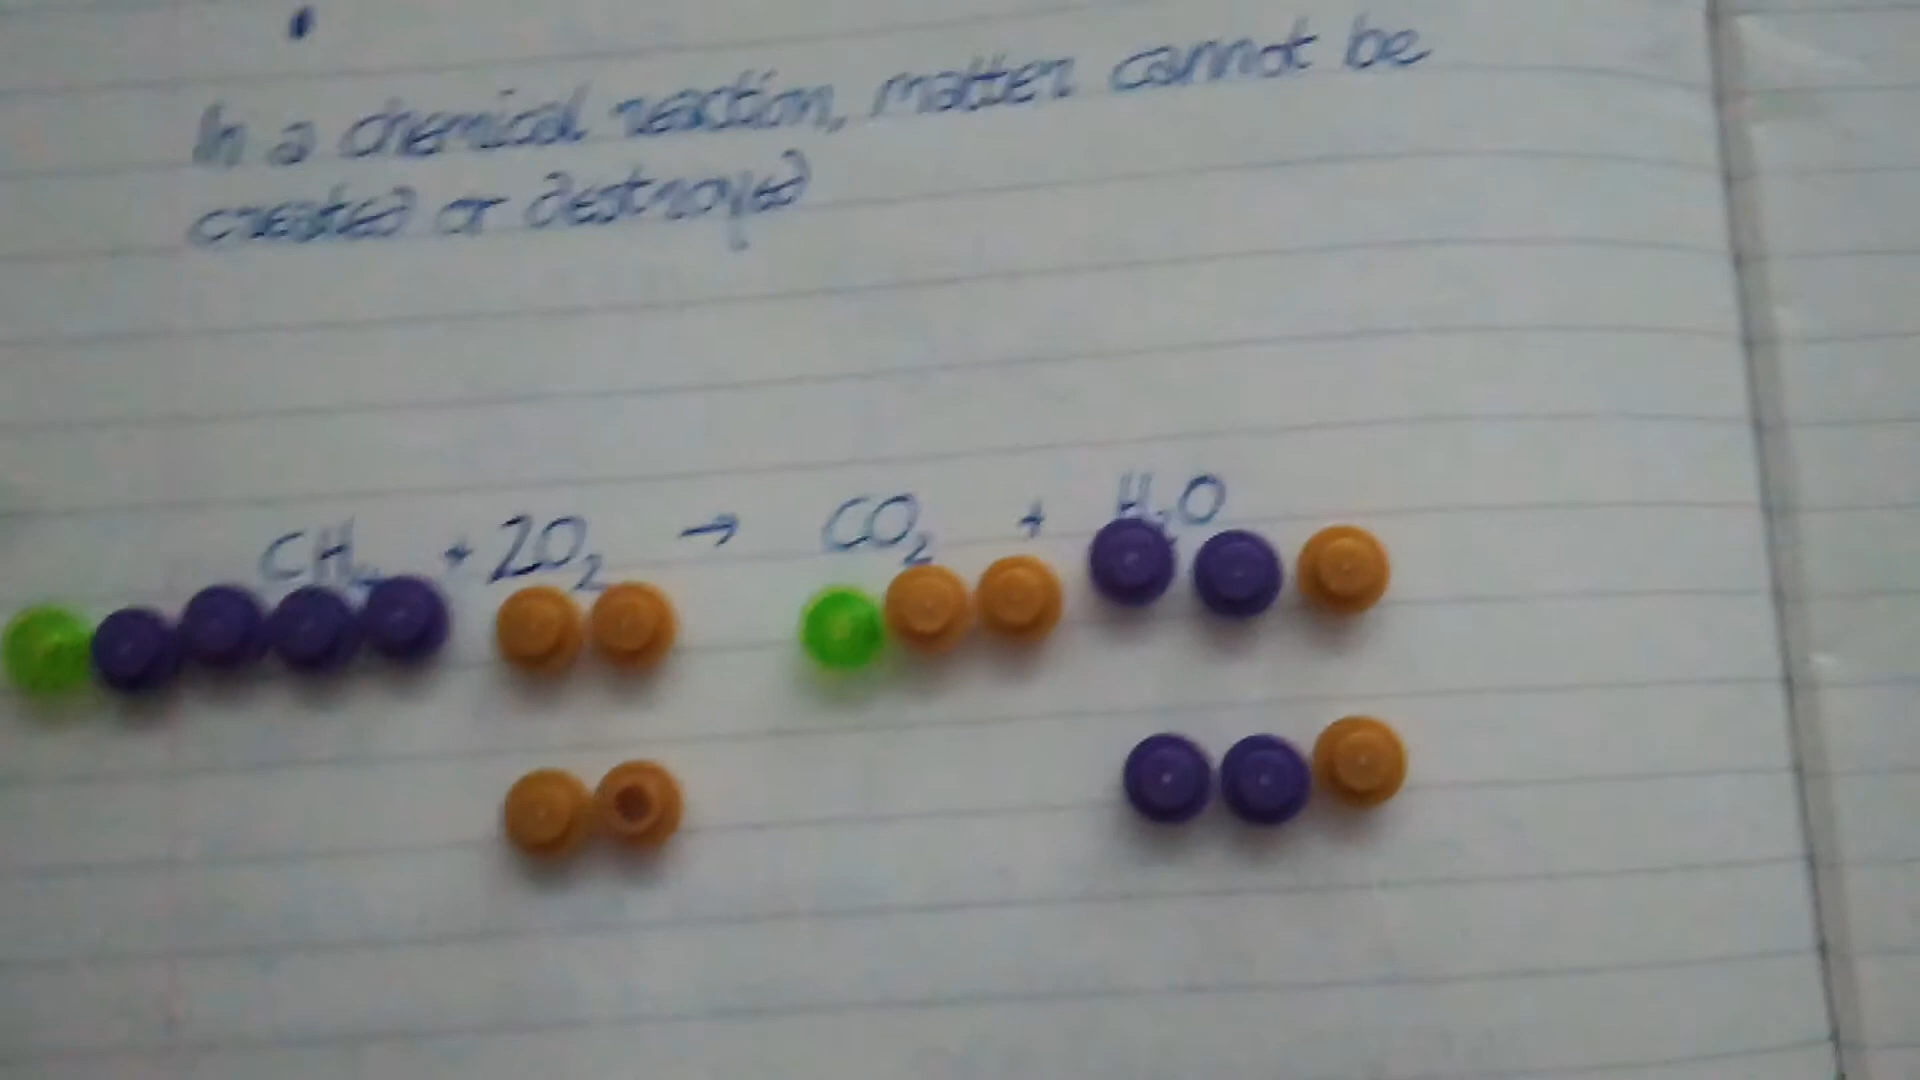 In a chemical reaction, matter cannot be
created or destroyed
CH₄ + 2O₂ → CO₂ + H₂O